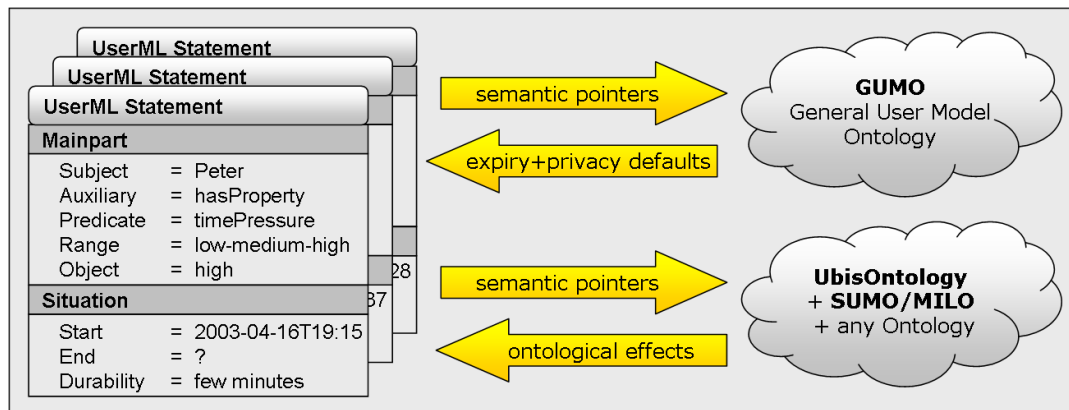 UserML Statement
UserML Statement
UserML Statement
Mainpart
Subject = Peter
Auxiliary = hasProperty
Predicate = timePressure
Range = low-medium-high
Object = high
28
37
Situation
Start = 2003-04-16T19:15
End = ?
Durability = few minutes
semantic pointers
expiry+privacy defaults
semantic pointers
ontological effects
GUMO
General User Model
Ontology
UbisOntology
+ SUMO/MILO
+ any Ontology